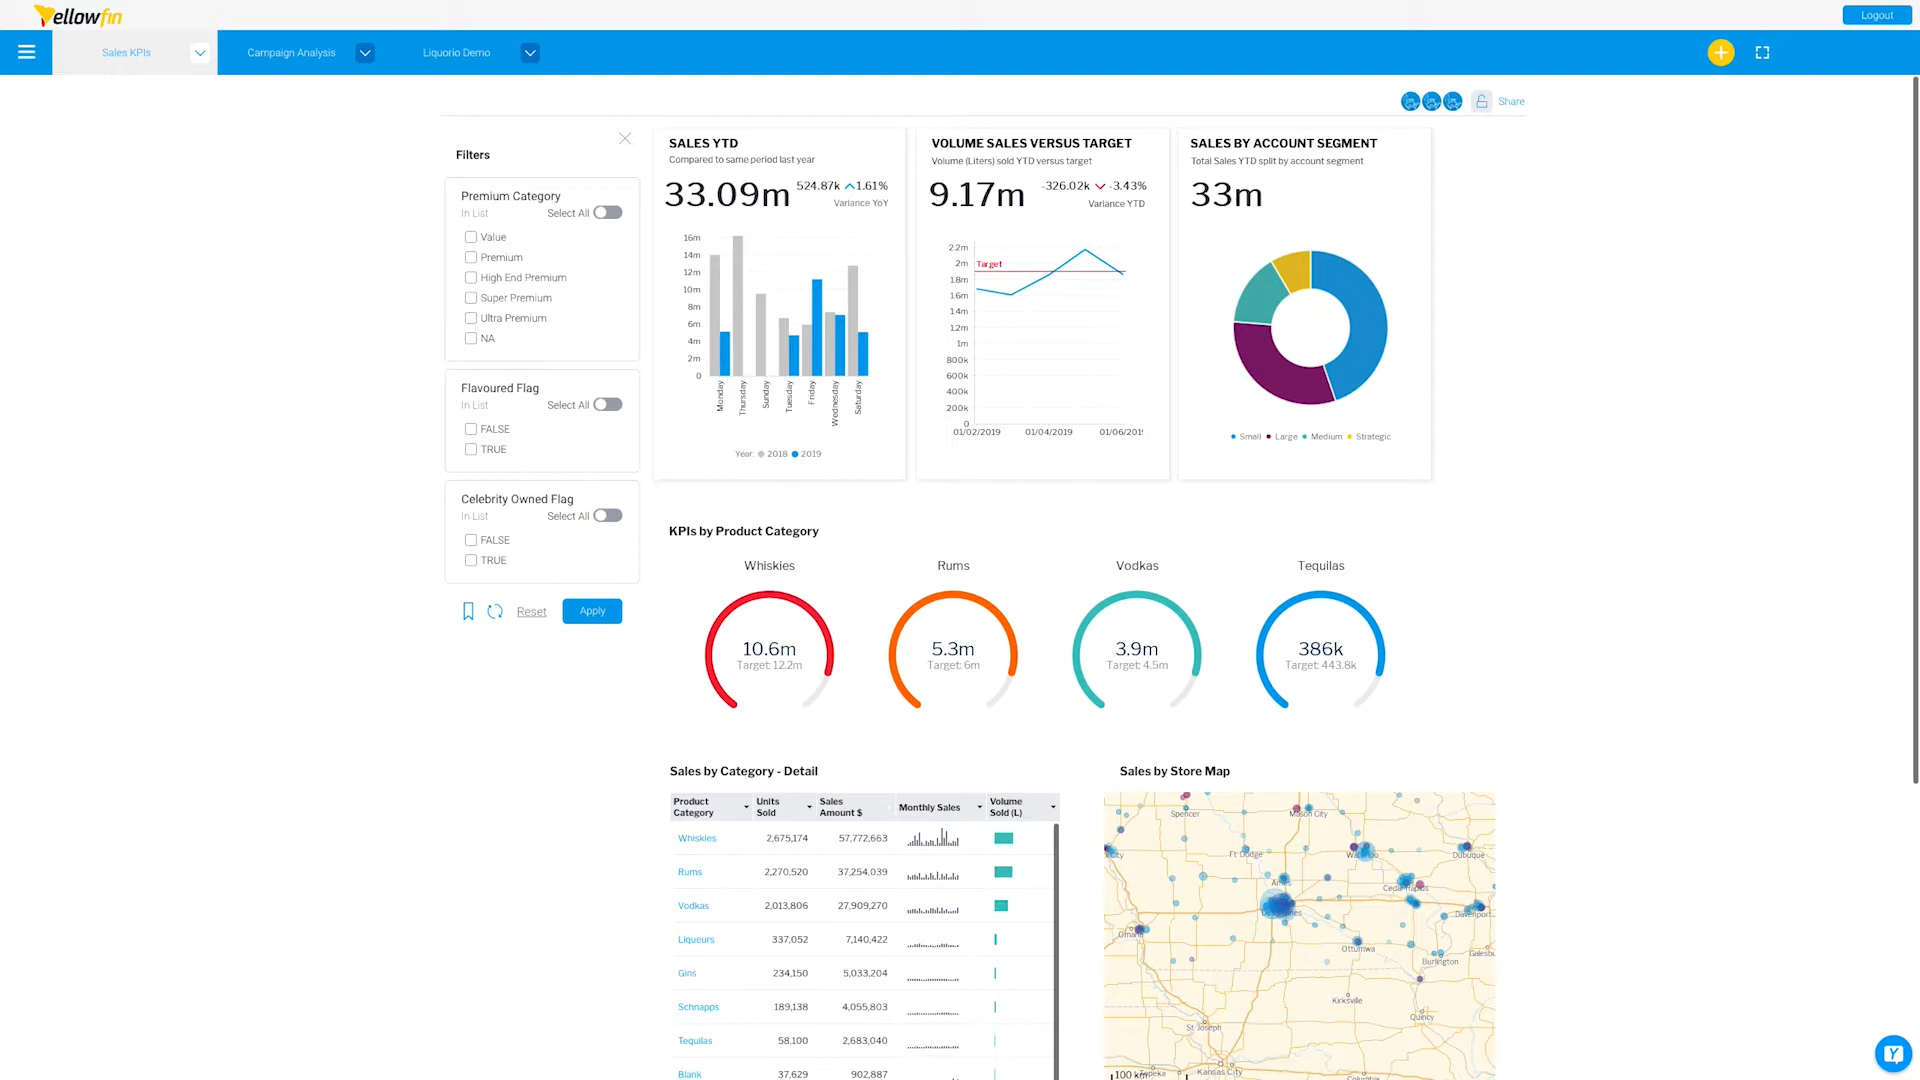 Yellowfin
Logout
Sales KPIs
Campaign Analysis
Liquorio Demo
Share
Filters
Premium Category
In List
Select All
Value
Premium
High End Premium
Super Premium
Ultra Premium
NA
Flavoured Flag
In List
Select All
FALSE
TRUE
Celebrity Owned Flag
In List
Select All
FALSE
TRUE
Reset
Apply
SALES YTD
Compared to same period last year
33.09m
524.87k 1.61%
Variance YoY
16m
14m
12m
10m
8m
6m
4m
2m
0
Monday
Thursday
Sunday
Tuesday
Friday
Wednesday
Saturday
Year: 2018 2019
VOLUME SALES VERSUS TARGET
Volume (Liters) sold YTD versus target
9.17m
-326.02k -3.43%
Variance YTD
2.2m
2m
1.8m
1.6m
1.4m
1.2m
1m
800k
600k
400k
200k
0
Target
01/02/2019 01/04/2019 01/06/201
SALES BY ACCOUNT SEGMENT
Total Sales YTD split by account segment
33m
Small Large Medium Strategic
KPIs by Product Category
Whiskies
10.6m
Target: 12.2m
Rums
5.3m
Target: 6m
Vodkas
3.9m
Target: 4.5m
Tequilas
386k
Target: 443.8k
Sales by Category - Detail
Product Category Units Sold Sales Amount $ Monthly Sales Volume Sold (L)
Whiskies 2,675,174 57,772,663
Rums 2,270,520 37,254,039
Vodkas 2,013,806 27,909,270
Liqueurs 337,052 7,140,422
Gins 234,150 5,033,204
Schnapps 189,138 4,055,803
Tequilas 58,100 2,683,040
Blank 37,629 902,887
Sales by Store Map
Spencer
Mason City
Ft Dodge
Dubuque
Ames
Cedar Rapids
Davenport
Omaha
Ottumwa
Burlington
Galesbu
Kirksville
Quincy
St Joseph
Kansas City
100 km